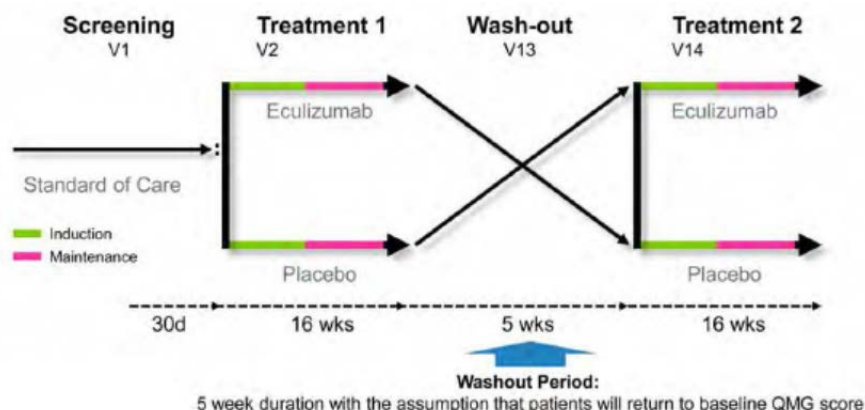 Screening Treatment 1 Wash-out Treatment 2
V1 V2 V13 V14
Eculizumab Eculizumab
:
Standard of Care
Induction
Maintenance
Placebo Placebo
30d 16 wks 5 wks 16 wks
Washout Period:
5 week duration with the assumption that patients will return to baseline QMG score